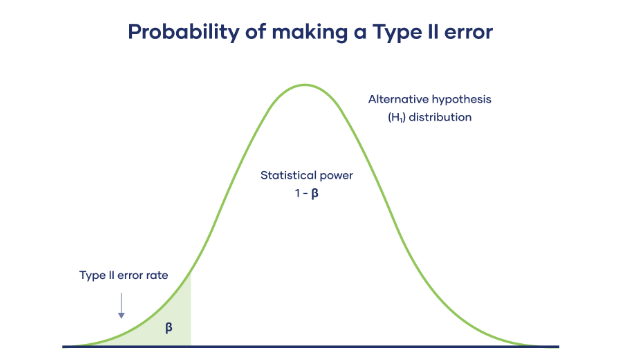 Probability of making a Type II error
Alternative hypothesis
(H₁) distribution
Statistical power
1 - β
Type II error rate
β